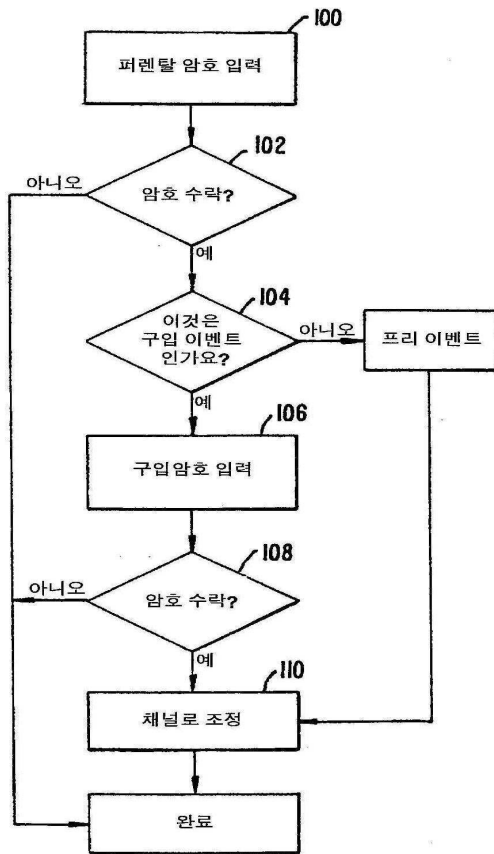 100
퍼렌탈 암호 입력
102
아니오
암호 수락?
예
104
이것은
구입 이벤트
인가요?
아니오
프리 이벤트
예
106
구입암호 입력
108
아니오
암호 수락?
예
110
채널로 조정
완료